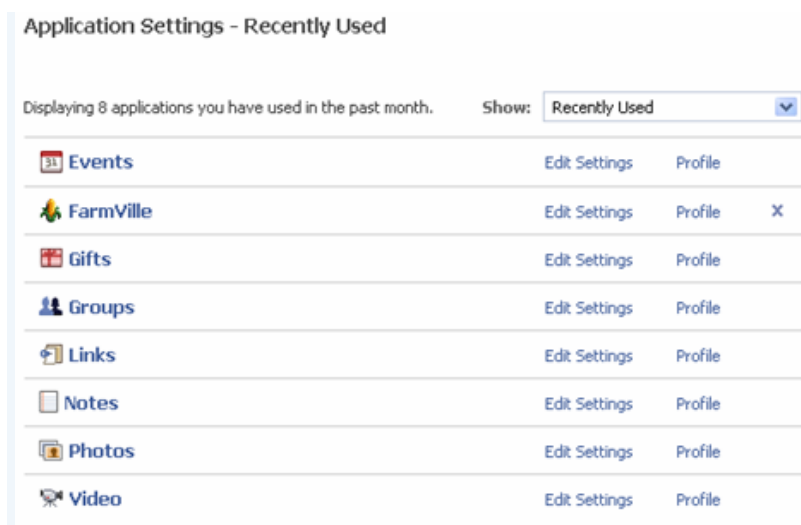 Application Settings - Recently Used
Displaying 8 applications you have used in the past month. Show: Recently Used
31 Events Edit Settings Profile
FarmVille Edit Settings Profile x
Gifts Edit Settings Profile
Groups Edit Settings Profile
Links Edit Settings Profile
Notes Edit Settings Profile
Photos Edit Settings Profile
Video Edit Settings Profile